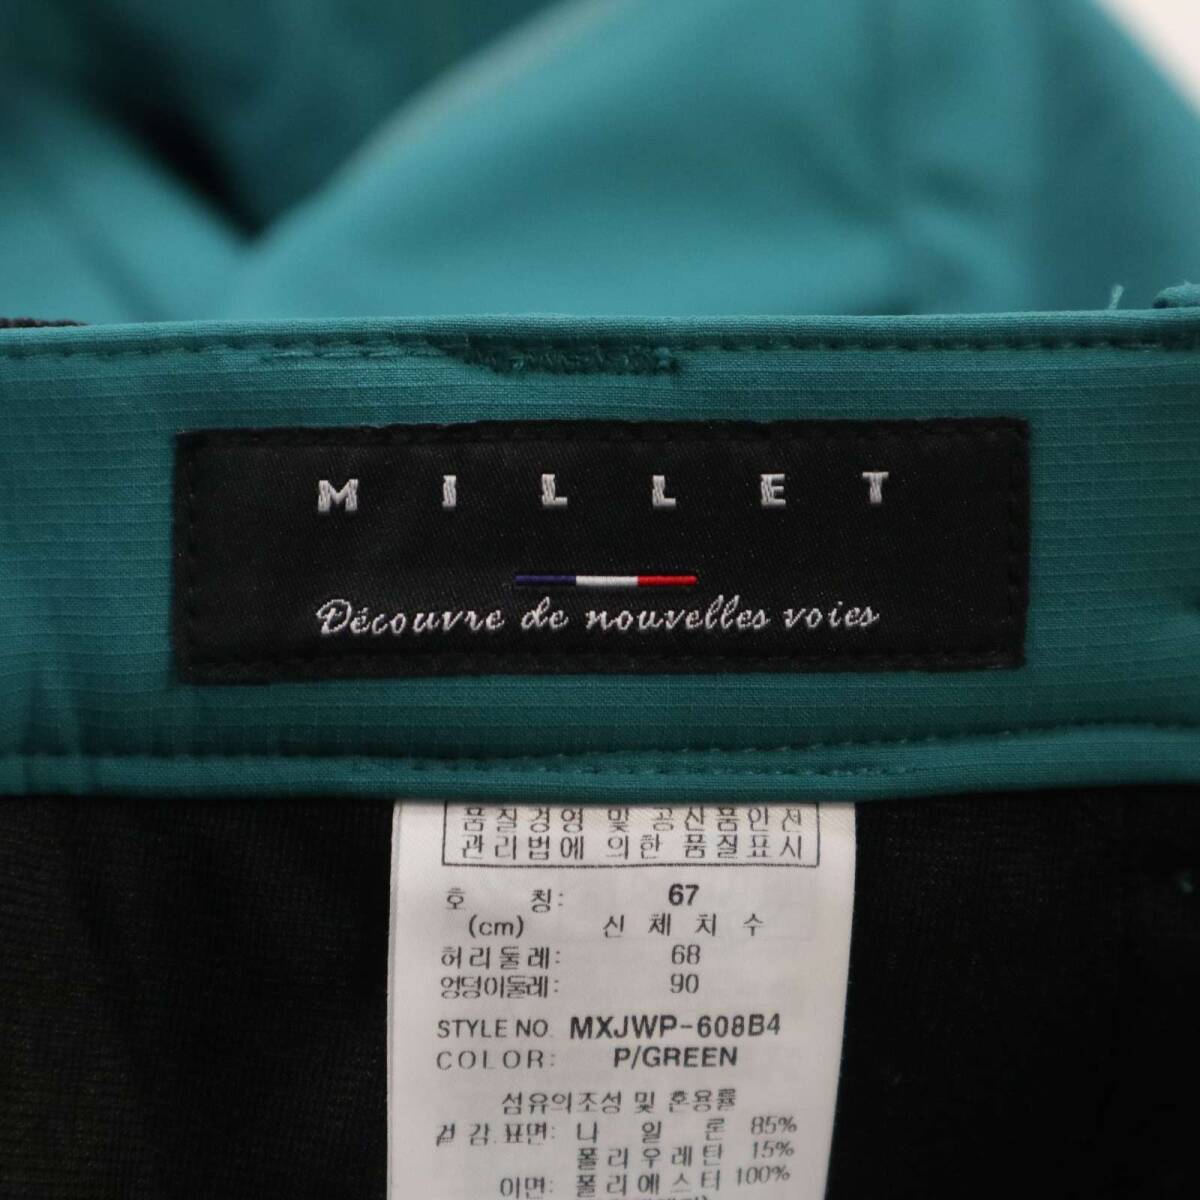 MILLET
Découvre de nouvelles voies
품질경영 및 공산품안전
관리법에 의한 품질표시
호 칭: 67
(cm) 신체치수
허리둘레: 68
엉덩이둘레: 90
STYLE NO. MXJWP-608B4
COLOR: P/GREEN
섬유의조성 및 혼용률
겉감 표면: 나일론 85%
폴리우레탄 15%
이면: 폴리에스터 100%